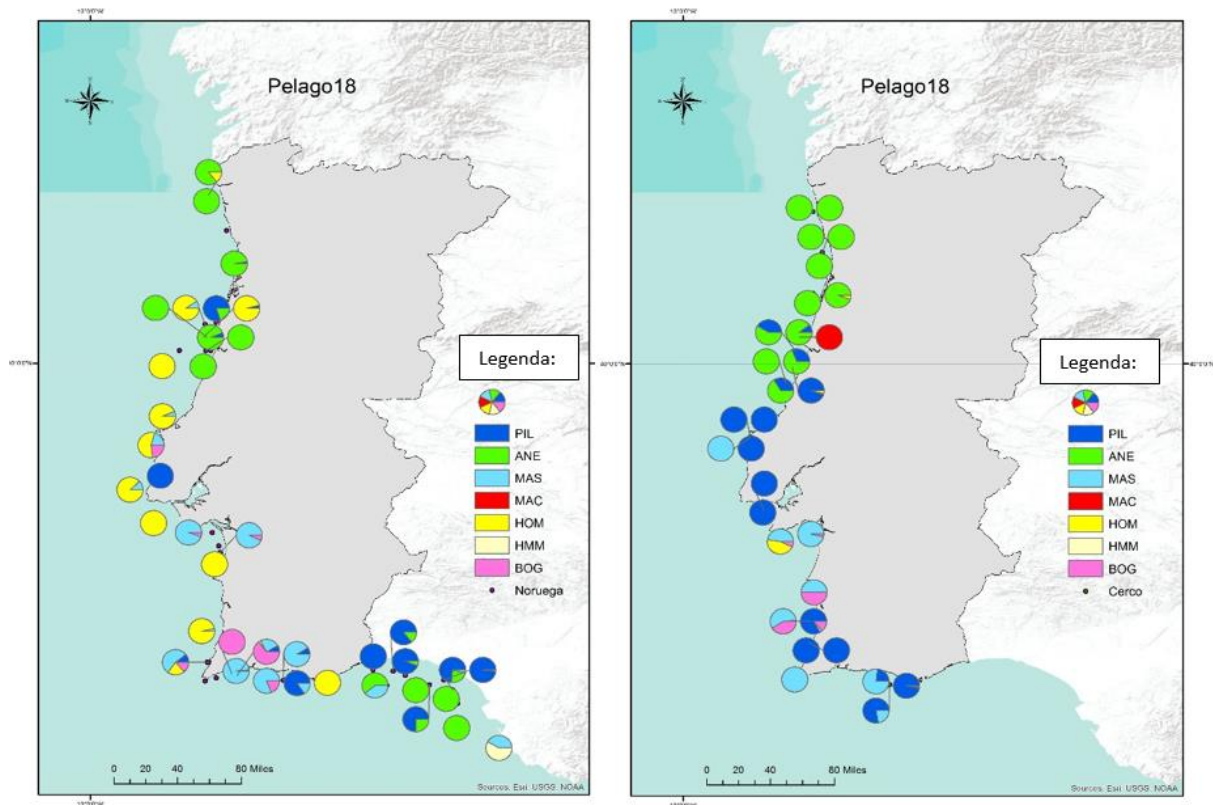 Pelago18
Legenda:
PIL
ANE
MAS
MAC
HOM
HMM
BOG
Noruega
0 20 40 80 Miles
Sources: Esri, USGS, NOAA
Pelago18
Legenda:
PIL
ANE
MAS
MAC
HOM
HMM
BOG
Cerco
0 20 40 80 Miles
Sources: Esri, USGS, NOAA